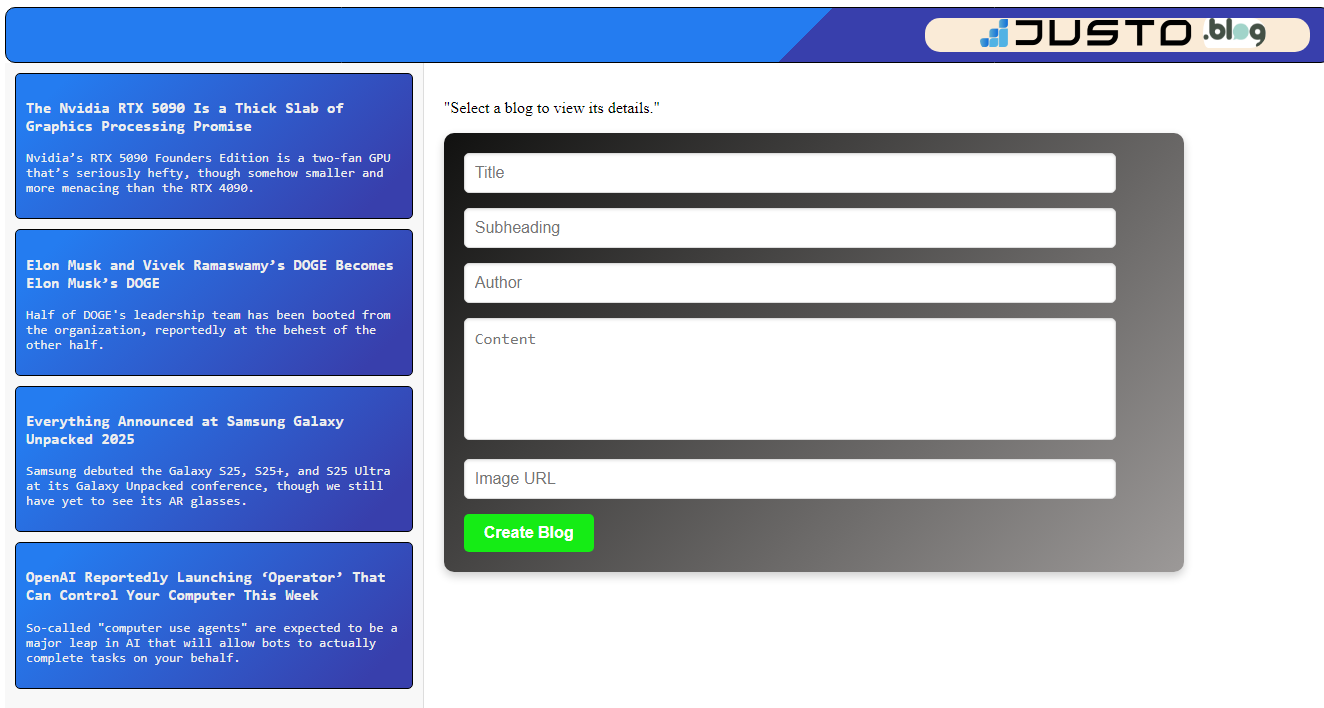 JUSTO .blog
The Nvidia RTX 5090 Is a Thick Slab of
Graphics Processing Promise
Nvidia’s RTX 5090 Founders Edition is a two-fan GPU
that’s seriously hefty, though somehow smaller and
more menacing than the RTX 4090.
Elon Musk and Vivek Ramaswamy’s DOGE Becomes
Elon Musk’s DOGE
Half of DOGE's leadership team has been booted from
the organization, reportedly at the behest of the
other half.
Everything Announced at Samsung Galaxy
Unpacked 2025
Samsung debuted the Galaxy S25, S25+, and S25 Ultra
at its Galaxy Unpacked conference, though we still
have yet to see its AR glasses.
OpenAI Reportedly Launching ‘Operator’ That
Can Control Your Computer This Week
So-called "computer use agents" are expected to be a
major leap in AI that will allow bots to actually
complete tasks on your behalf.
"Select a blog to view its details."
Title
Subheading
Author
Content
Image URL
Create Blog